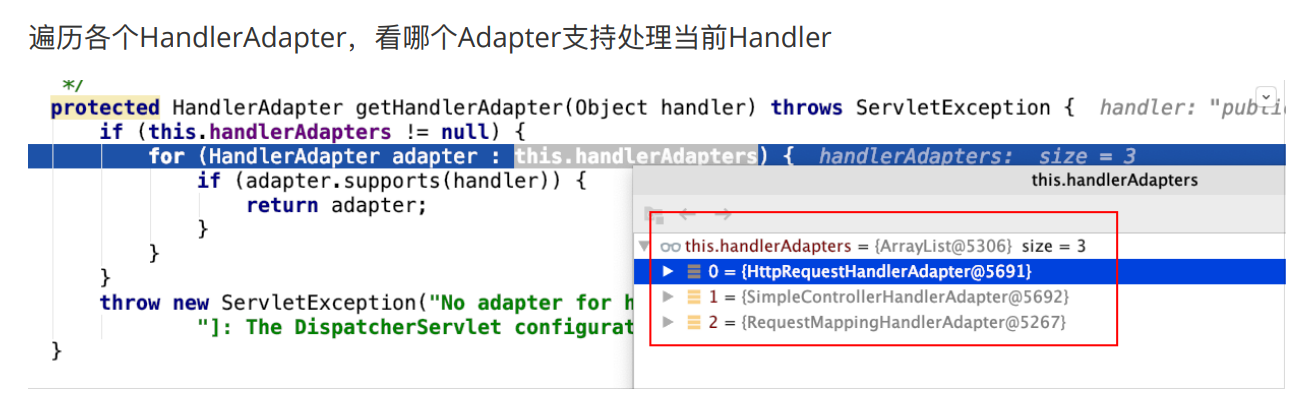 遍历各个HandlerAdapter，看哪个Adapter支持处理当前Handler
*/
protected HandlerAdapter getHandlerAdapter(Object handler) throws ServletException {  handler: "public
if (this.handlerAdapters != null) {
for (HandlerAdapter adapter : this.handlerAdapters) {  handlerAdapters:  size = 3
if (adapter.supports(handler)) {
this.handlerAdapters
return adapter;
}
}
}
throw new ServletException("No adapter for h
"]: The DispatcherServlet configurat
}
this.handlerAdapters = {ArrayList@5306}  size = 3
0 = {HttpRequestHandlerAdapter@5691}
1 = {SimpleControllerHandlerAdapter@5692}
2 = {RequestMappingHandlerAdapter@5267}